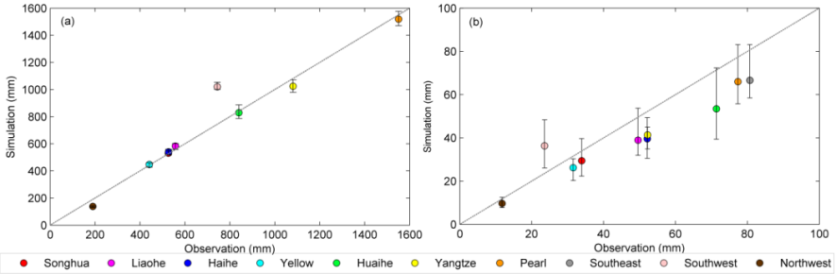 (a)
1600
1400
1200
1000
800
600
400
200
0
Simulation (mm)
0 200 400 600 800 1000 1200 1400 1600
Observation (mm)
(b)
100
80
60
40
20
0
Simulation (mm)
0 20 40 60 80 100
Observation (mm)
Songhua Liaohe Haihe Yellow Huaihe Yangtze Pearl Southeast Southwest Northwest